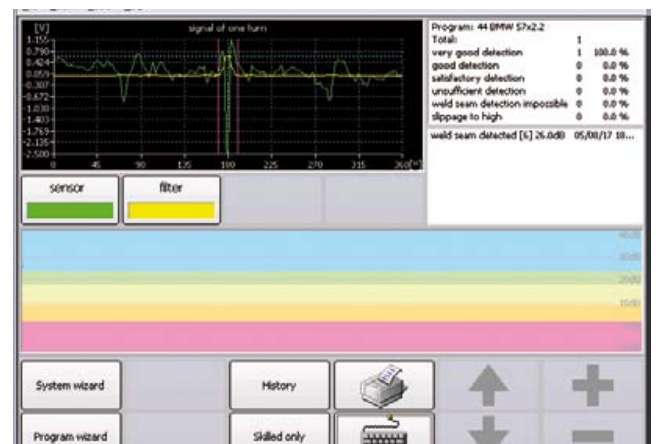 [V]
signal of one turn
1.155
0.790
0.424
0.059
-0.307
-0.672
-1.038
-1.403
-1.769
-2.135
-2.500
0 45 90 135 180 225 270 315 360[°]
Program: 44 BMW 57x2.2
Total: 1
very good detection 1 100.0 %
good detection 0 0.0 %
satisfactory detection 0 0.0 %
unsufficient detection 0 0.0 %
weld seam detection impossible 0 0.0 %
slippage to high 0 0.0 %
weld seam detected [6] 26.0dB 05/08/17 18...
sensor
filter
40dB
30dB
20dB
10dB
System wizard
History
Program wizard
Skilled only